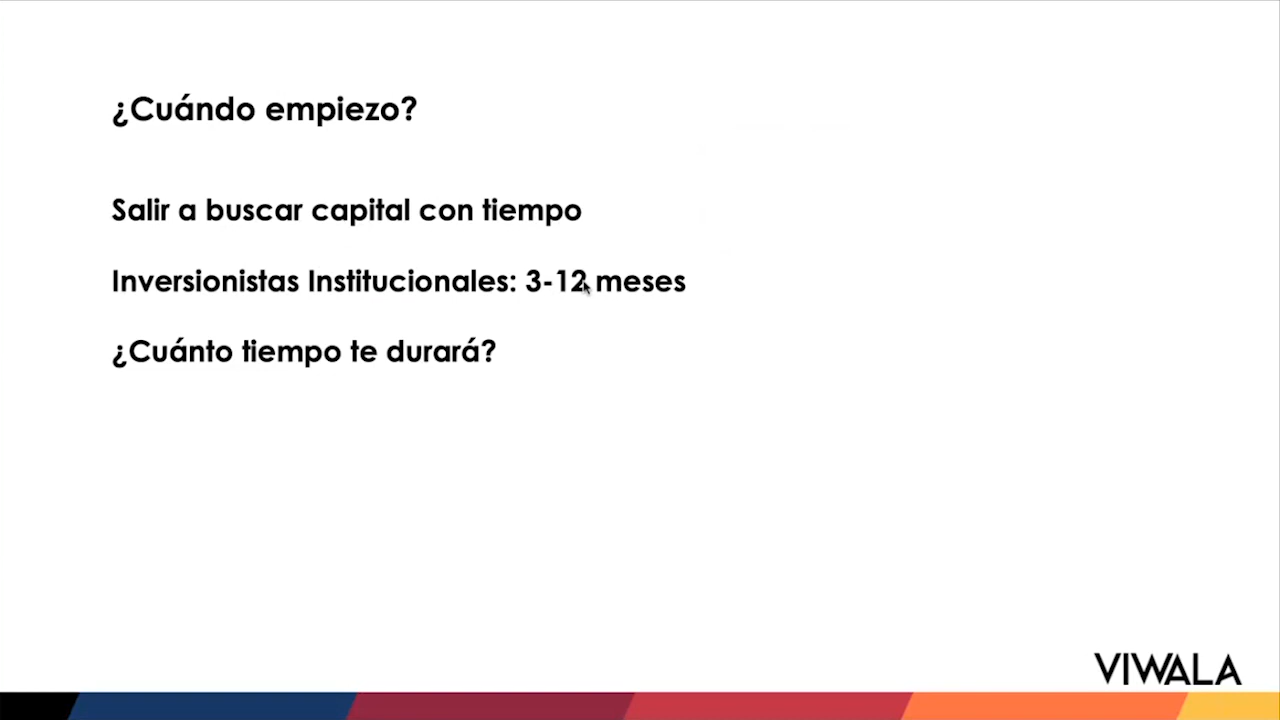 ¿Cuándo empiezo?
Salir a buscar capital con tiempo
Inversionistas Institucionales: 3-12 meses
¿Cuánto tiempo te durará?
VIWALA